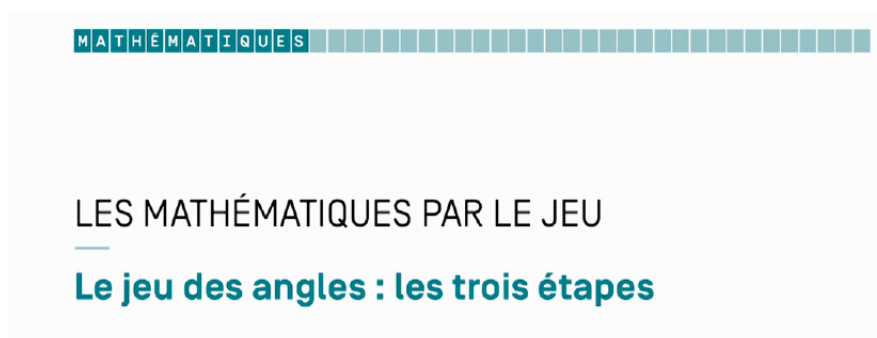 MATHÉMATIQUES
LES MATHÉMATIQUES PAR LE JEU
Le jeu des angles : les trois étapes